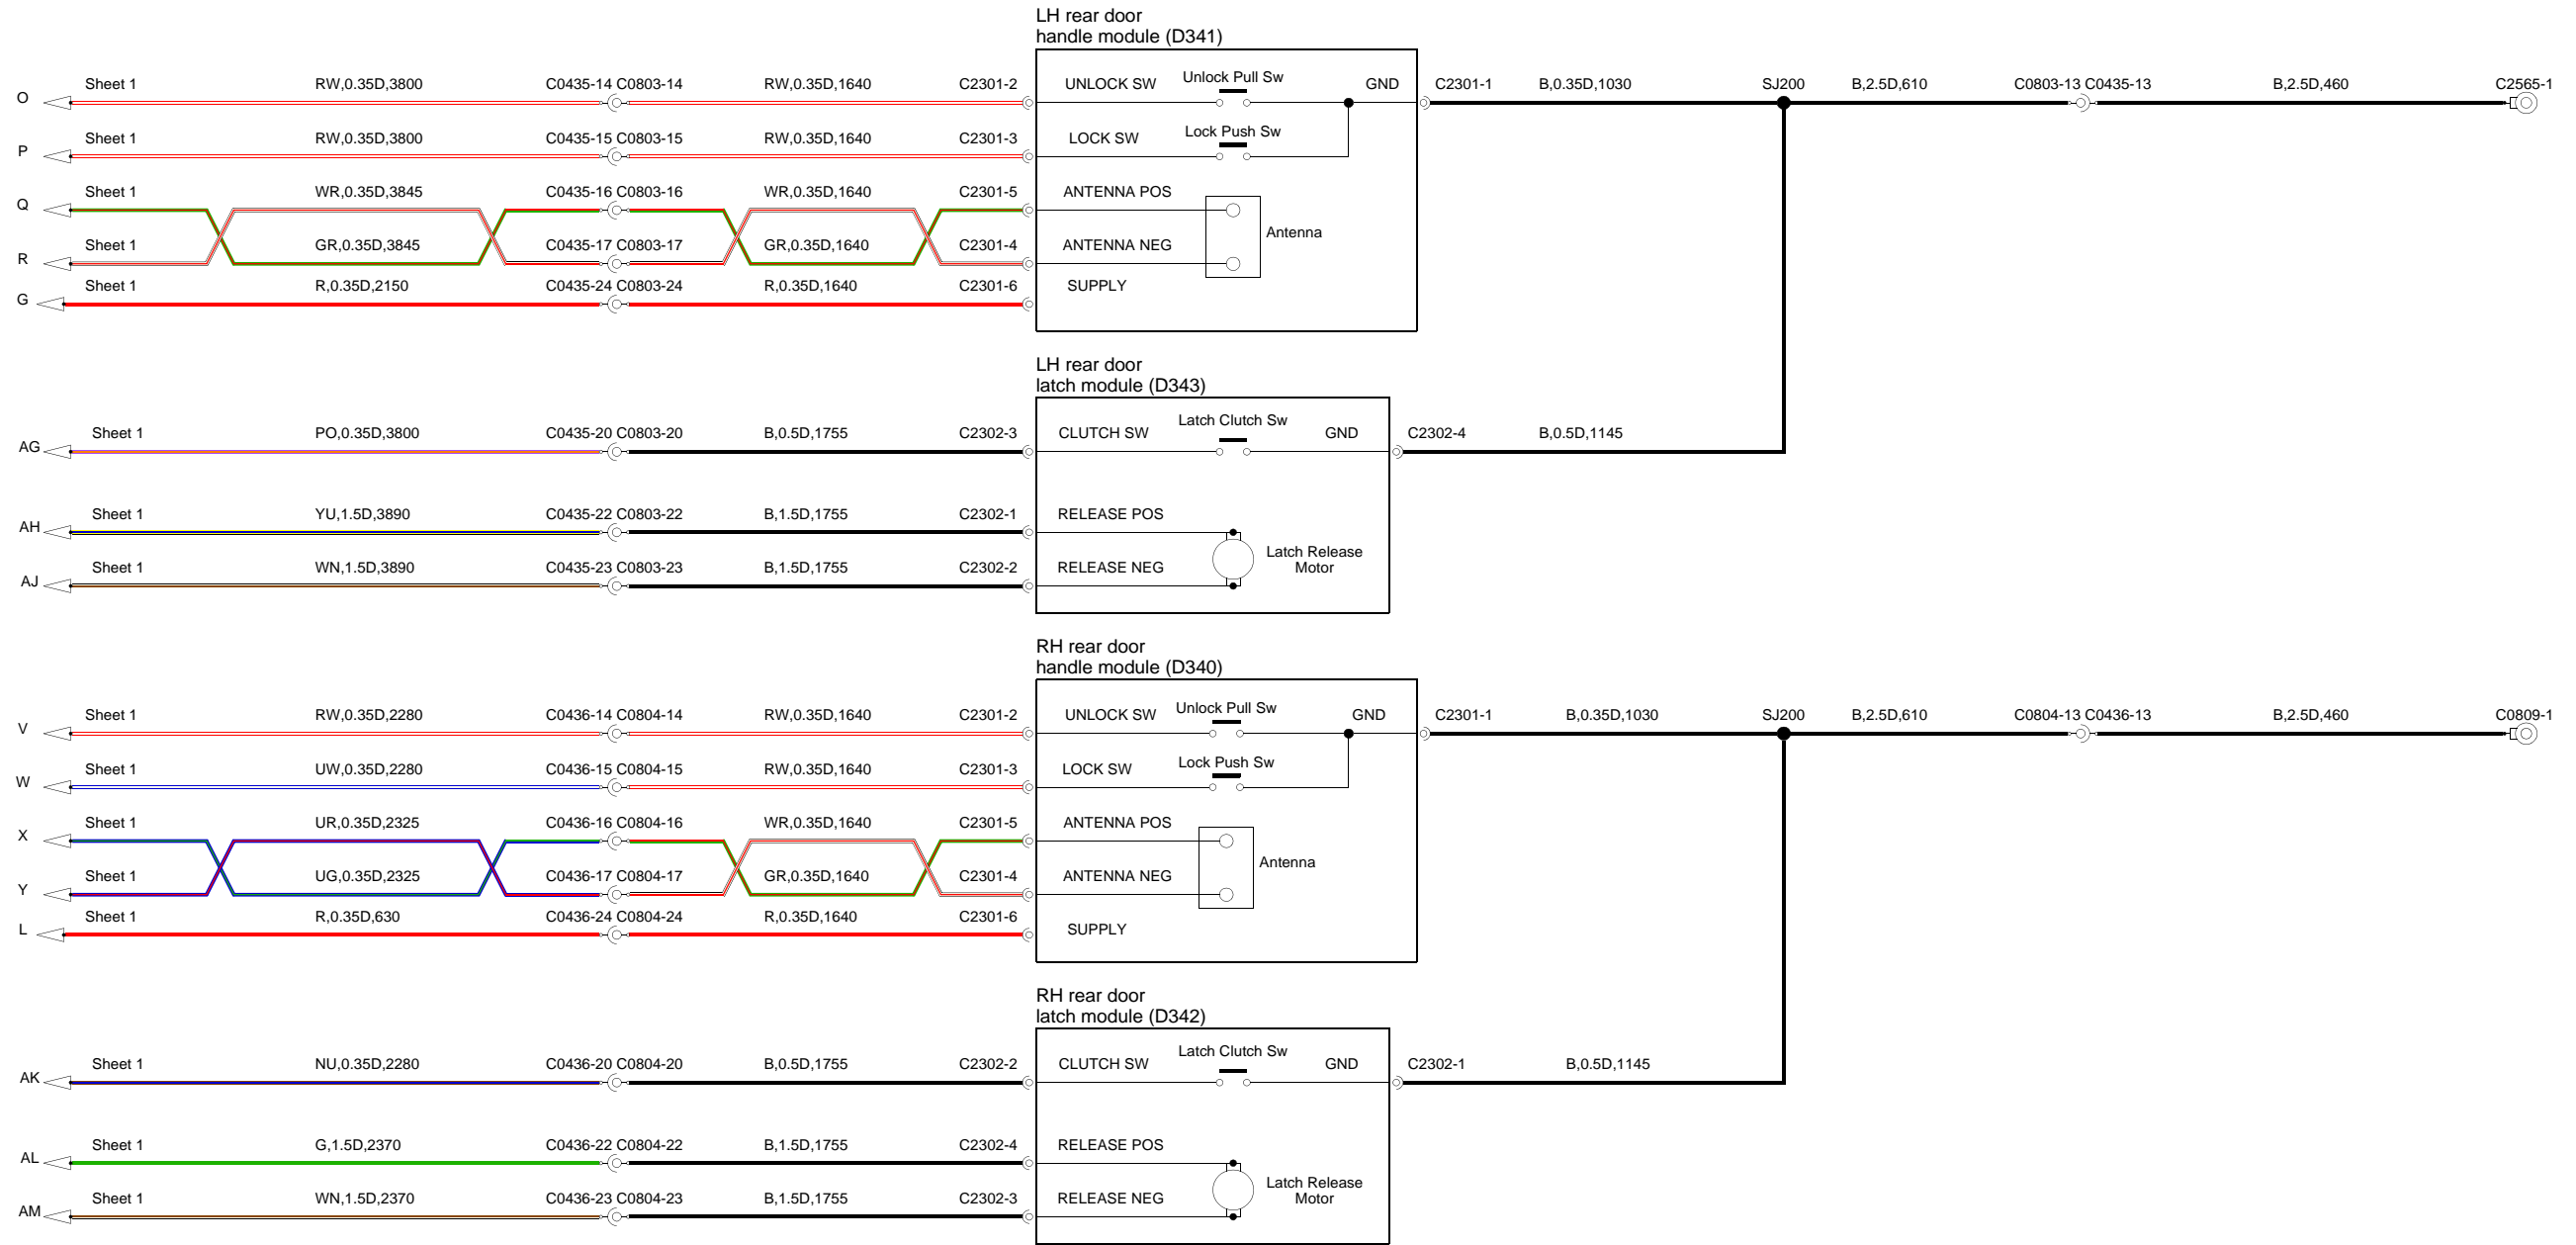 LH rear door
handle module (D341)
O Sheet 1 RW,0.35D,3800 C0435-14 C0803-14 RW,0.35D,1640 C2301-2 UNLOCK SW Unlock Pull Sw GND C2301-1 B,0.35D,1030 SJ200 B,2.5D,610 C0803-13 C0435-13 B,2.5D,460 C2565-1
P Sheet 1 RW,0.35D,3800 C0435-15 C0803-15 RW,0.35D,1640 C2301-3 LOCK SW Lock Push Sw
Q Sheet 1 WR,0.35D,3845 C0435-16 C0803-16 WR,0.35D,1640 C2301-5 ANTENNA POS
Antenna
R Sheet 1 GR,0.35D,3845 C0435-17 C0803-17 GR,0.35D,1640 C2301-4 ANTENNA NEG
G Sheet 1 R,0.35D,2150 C0435-24 C0803-24 R,0.35D,1640 C2301-6 SUPPLY
LH rear door
latch module (D343)
AG Sheet 1 PO,0.35D,3800 C0435-20 C0803-20 B,0.5D,1755 C2302-3 CLUTCH SW Latch Clutch Sw GND C2302-4 B,0.5D,1145
AH Sheet 1 YU,1.5D,3890 C0435-22 C0803-22 B,1.5D,1755 C2302-1 RELEASE POS
Latch Release
Motor
AJ Sheet 1 WN,1.5D,3890 C0435-23 C0803-23 B,1.5D,1755 C2302-2 RELEASE NEG
RH rear door
handle module (D340)
V Sheet 1 RW,0.35D,2280 C0436-14 C0804-14 RW,0.35D,1640 C2301-2 UNLOCK SW Unlock Pull Sw GND C2301-1 B,0.35D,1030 SJ200 B,2.5D,610 C0804-13 C0436-13 B,2.5D,460 C0809-1
W Sheet 1 UW,0.35D,2280 C0436-15 C0804-15 RW,0.35D,1640 C2301-3 LOCK SW Lock Push Sw
X Sheet 1 UR,0.35D,2325 C0436-16 C0804-16 WR,0.35D,1640 C2301-5 ANTENNA POS
Antenna
Y Sheet 1 UG,0.35D,2325 C0436-17 C0804-17 GR,0.35D,1640 C2301-4 ANTENNA NEG
L Sheet 1 R,0.35D,630 C0436-24 C0804-24 R,0.35D,1640 C2301-6 SUPPLY
RH rear door
latch module (D342)
AK Sheet 1 NU,0.35D,2280 C0436-20 C0804-20 B,0.5D,1755 C2302-2 CLUTCH SW Latch Clutch Sw GND C2302-1 B,0.5D,1145
AL Sheet 1 G,1.5D,2370 C0436-22 C0804-22 B,1.5D,1755 C2302-4 RELEASE POS
Latch Release
Motor
AM Sheet 1 WN,1.5D,2370 C0436-23 C0804-23 B,1.5D,1755 C2302-3 RELEASE NEG